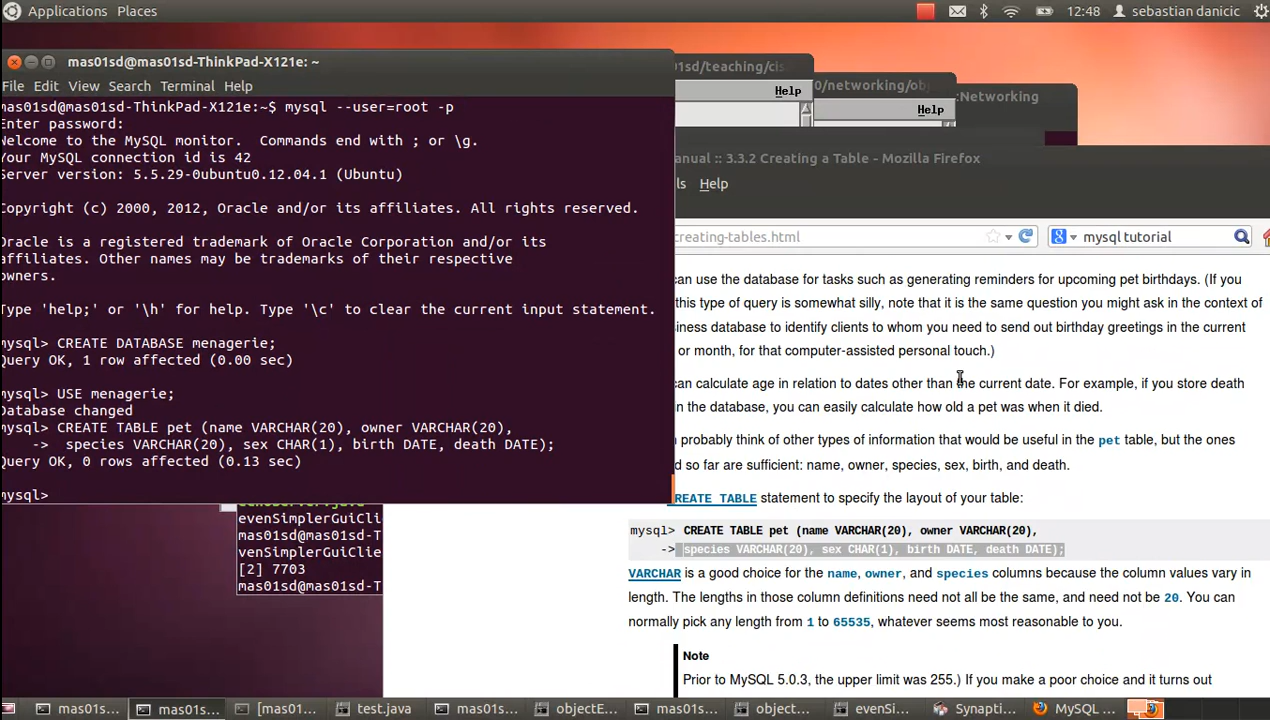 Applications Places 12:48 sebastian danicic
mas01sd@mas01sd-ThinkPad-X121e: ~
File Edit View Search Terminal Help
mas01sd@mas01sd-ThinkPad-X121e:~$ mysql --user=root -p
Enter password:
Welcome to the MySQL monitor.  Commands end with ; or \g.
Your MySQL connection id is 42
Server version: 5.5.29-0ubuntu0.12.04.1 (Ubuntu)
Copyright (c) 2000, 2012, Oracle and/or its affiliates. All rights reserved.
Oracle is a registered trademark of Oracle Corporation and/or its
affiliates. Other names may be trademarks of their respective
owners.
Type 'help;' or '\h' for help. Type '\c' to clear the current input statement.
mysql> CREATE DATABASE menagerie;
Query OK, 1 row affected (0.00 sec)
mysql> USE menagerie;
Database changed
mysql> CREATE TABLE pet (name VARCHAR(20), owner VARCHAR(20),
    ->  species VARCHAR(20), sex CHAR(1), birth DATE, death DATE);
Query OK, 0 rows affected (0.13 sec)
mysql>
01sd/teaching/cis
Help
0/networking/obj
Help
:Networking
anual :: 3.3.2 Creating a Table - Mozilla Firefox
ls Help
creating-tables.html
mysql tutorial
can use the database for tasks such as generating reminders for upcoming pet birthdays. (If you
this type of query is somewhat silly, note that it is the same question you might ask in the context of
siness database to identify clients to whom you need to send out birthday greetings in the current
or month, for that computer-assisted personal touch.)
can calculate age in relation to dates other than the current date. For example, if you store death
in the database, you can easily calculate how old a pet was when it died.
probably think of other types of information that would be useful in the pet table, but the ones
d so far are sufficient: name, owner, species, sex, birth, and death.
REATE TABLE statement to specify the layout of your table:
mysql> CREATE TABLE pet (name VARCHAR(20), owner VARCHAR(20),
    -> species VARCHAR(20), sex CHAR(1), birth DATE, death DATE);
VARCHAR is a good choice for the name, owner, and species columns because the column values vary in
length. The lengths in those column definitions need not all be the same, and need not be 20. You can
normally pick any length from 1 to 65535, whatever seems most reasonable to you.
Note
Prior to MySQL 5.0.3, the upper limit was 255.) If you make a poor choice and it turns out
evenSimplerGuiClie
mas01sd@mas01sd-T
venSimplerGuiClie
[2] 7703
mas01sd@mas01sd-T
mas01s... mas01s... [mas01... test.java mas01s... objectE... mas01s... object... evenSi... Synapti... MySQL ...